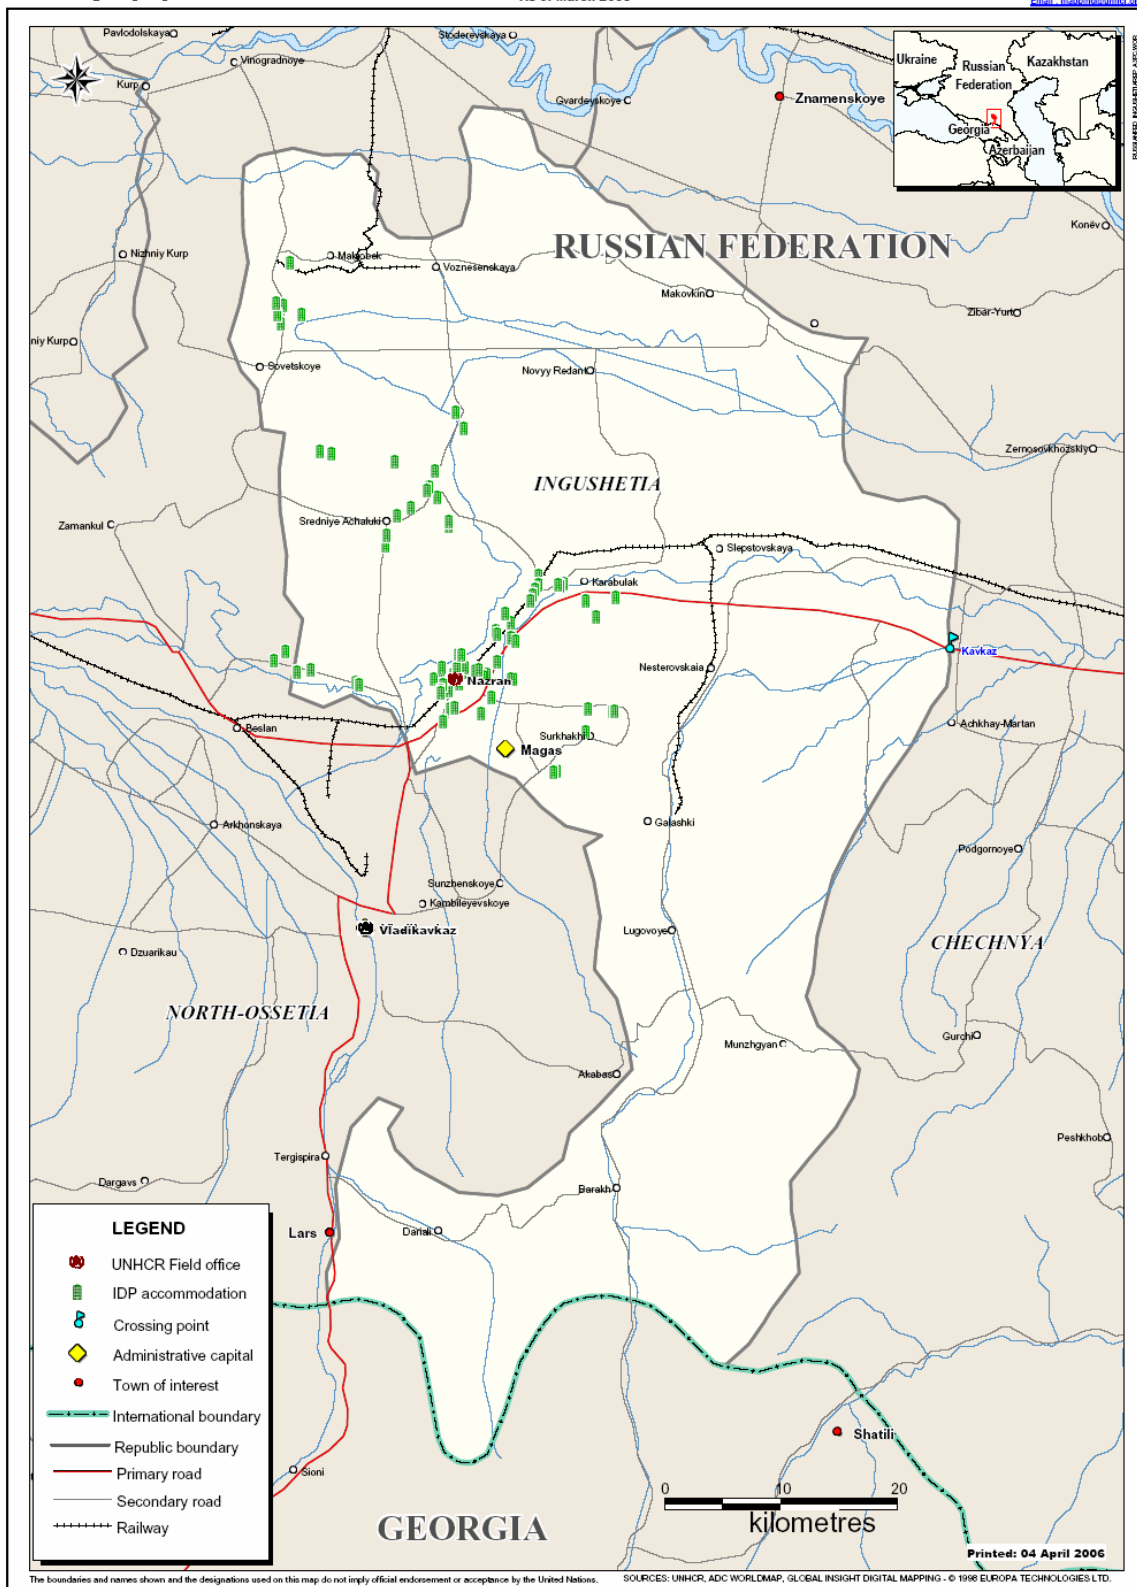 Pavlodolskaya
Stoderevskaya
Vinogradnoye
Kurp
Gvardeyskoye
Znamenskoye
Ukraine
Russian
Federation
Kazakhstan
Georgia
Azerbaijan
Konëv
RUSSIAN FEDERATION
Nizhniy Kurp
Malgobek
Voznesenskaya
Makovkin
Zibar-Yurt
niy Kurp
Sovetskoye
Novyy Redant
Zernosovkhozskiy
INGUSHETIA
Zamankul
Sredniye Achaluki
Slepstovskaya
Karabulak
Kavkaz
Nesterovskaia
Nazran
Achkhay-Martan
Beslan
Surkhakhi
Magas
Arkhonskaya
Galashki
Podgornoye
Sunzhenskoye
Kambileyevskoye
Vladikavkaz
Lugovoye
CHECHNYA
Dzuarikau
NORTH-OSSETIA
Gurchi
Munzhgyan
Akabas
Peshkhob
Tergispira
Dargavs
Barakh
Lars
Dariali
LEGEND
UNHCR Field office
IDP accommodation
Crossing point
Administrative capital
Town of interest
International boundary
Republic boundary
Primary road
Secondary road
Railway
Shatili
Sioni
0 10 20
kilometres
GEORGIA
Printed: 04 April 2006
The boundaries and names shown and the designations used on this map do not imply official endorsement or acceptance by the United Nations.
SOURCES: UNHCR, ADC WORLDMAP, GLOBAL INSIGHT DIGITAL MAPPING - © 1998 EUROPA TECHNOLOGIES LTD.